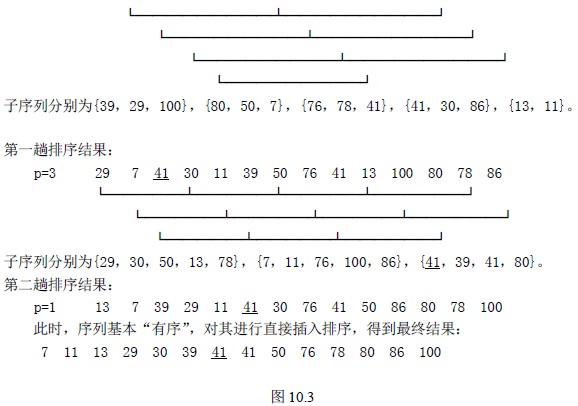 子序列分别为{39, 29, 100}, {80, 50, 7}, {76, 78, 41}, {41, 30, 86}, {13, 11}。
第一趟排序结果：
p=3 29 7 41 30 11 39 50 76 41 13 100 80 78 86
子序列分别为{29, 30, 50, 13, 78}, {7, 11, 76, 100, 86}, {41, 39, 41, 80}。
第二趟排序结果：
p=1 13 7 39 29 11 41 30 76 41 50 86 80 78 100
此时，序列基本“有序”，对其进行直接插入排序，得到最终结果：
7 11 13 29 30 39 41 41 50 76 78 80 86 100
图 10.3